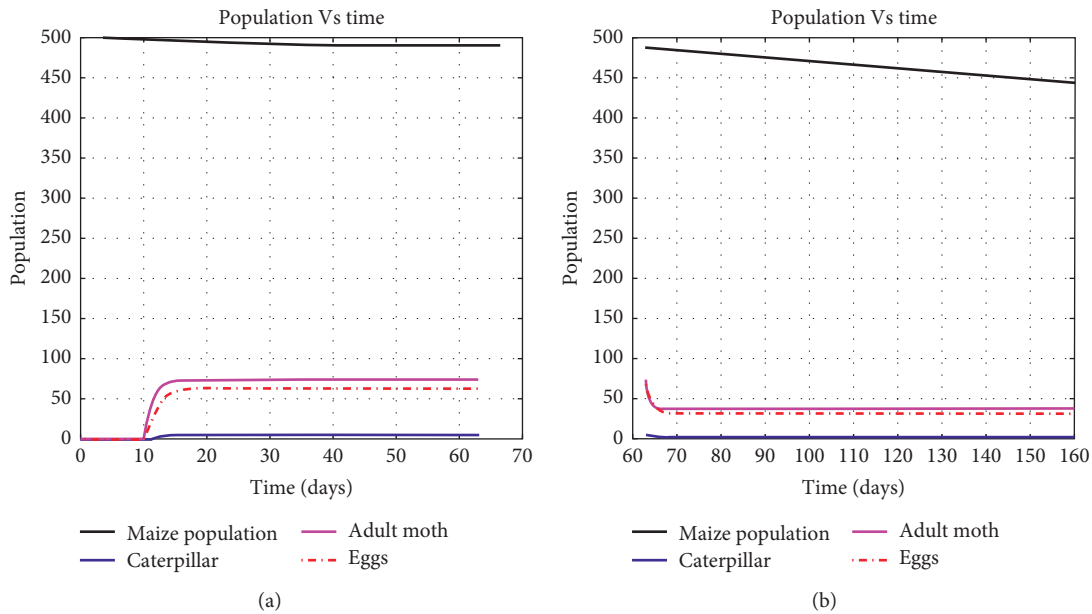 Population Vs time
500
450
400
350
300
250
200
150
100
50
0
Population
0 10 20 30 40 50 60 70
Time (days)
Maize population
Caterpillar
Adult moth
Eggs
(a)
Population Vs time
500
450
400
350
300
250
200
150
100
50
0
Population
60 70 80 90 100 110 120 130 140 150 160
Time (days)
Maize population
Caterpillar
Adult moth
Eggs
(b)